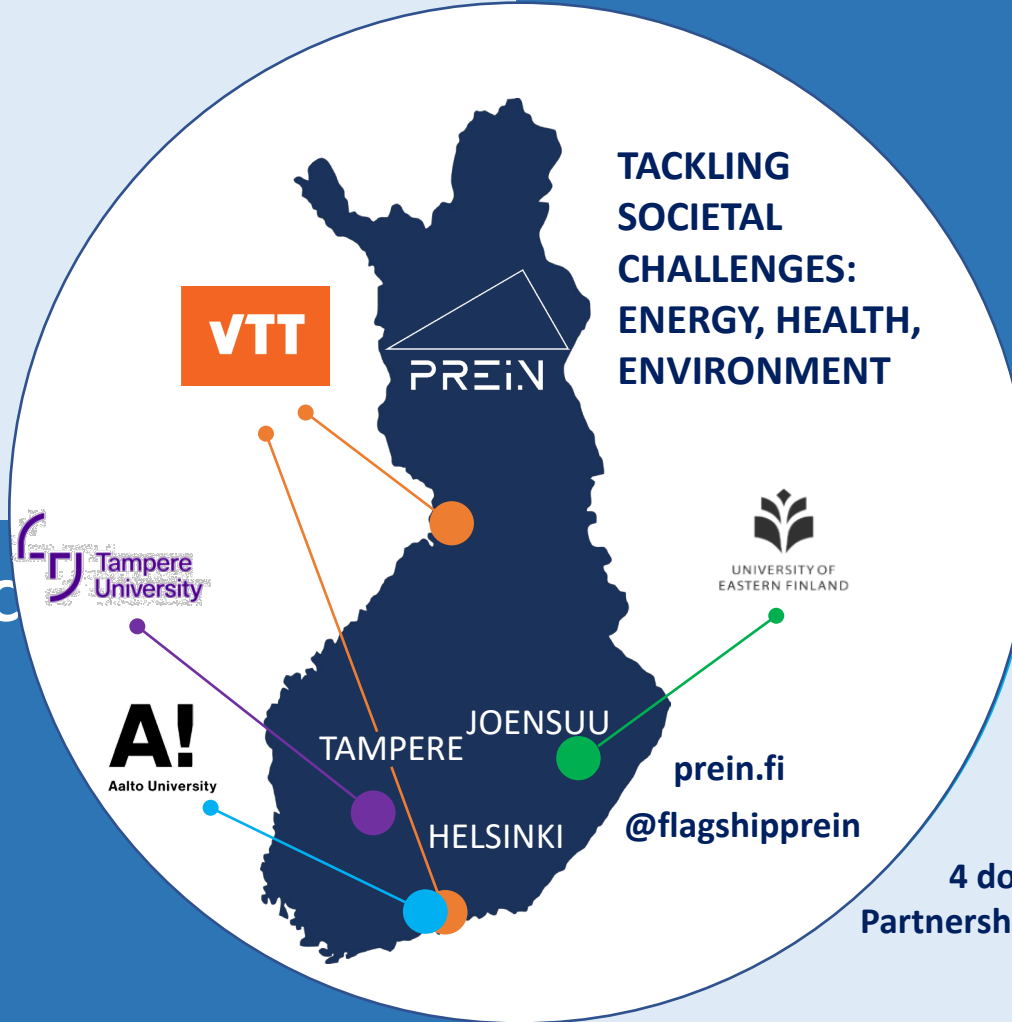 TACKLING
SOCIETAL
CHALLENGES:
ENERGY, HEALTH,
ENVIRONMENT
VTT
PREIN
Tampere
University
UNIVERSITY OF
EASTERN FINLAND
A!
Aalto University
JOENSUU
TAMPERE
HELSINKI
prein.fi
@flagshipprein
4 do
Partnersh